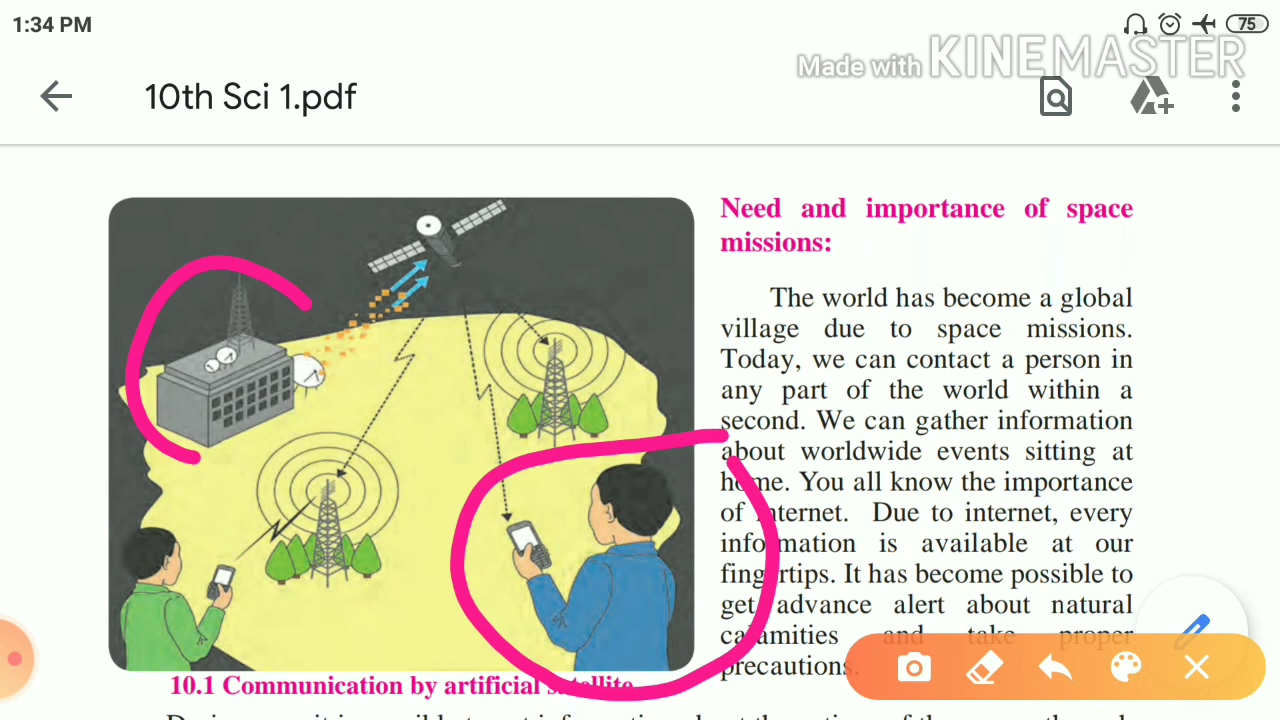 1:34 PM
75
Made with KINEMASTER
10th Sci 1.pdf
Need and importance of space
missions:
The world has become a global
village due to space missions.
Today, we can contact a person in
any part of the world within a
second. We can gather information
about worldwide events sitting at
home. You all know the importance
of internet. Due to internet, every
information is available at our
fingertips. It has become possible to
get advance alert about natural
calamities and take proper
precautions.
10.1 Communication by artificial satellite